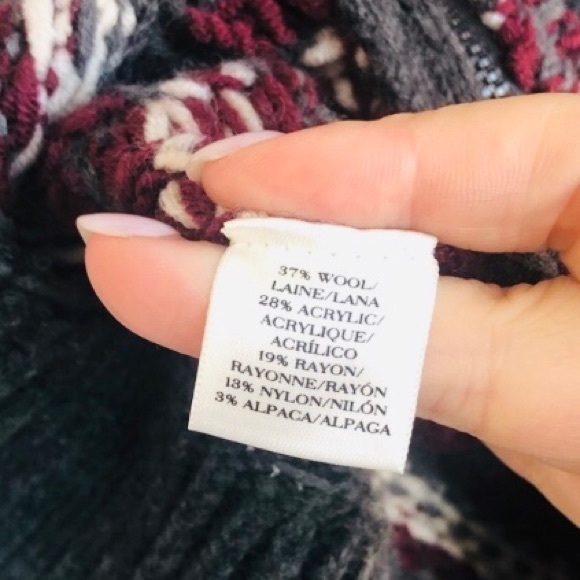 37% WOOL/
LAINE/LANA
28% ACRYLIC/
ACRYLIQUE/
ACRÍLICO
19% RAYON/
RAYONNE/RAYÓN
13% NYLON/NILÓN
3% ALPACA/ALPAGA